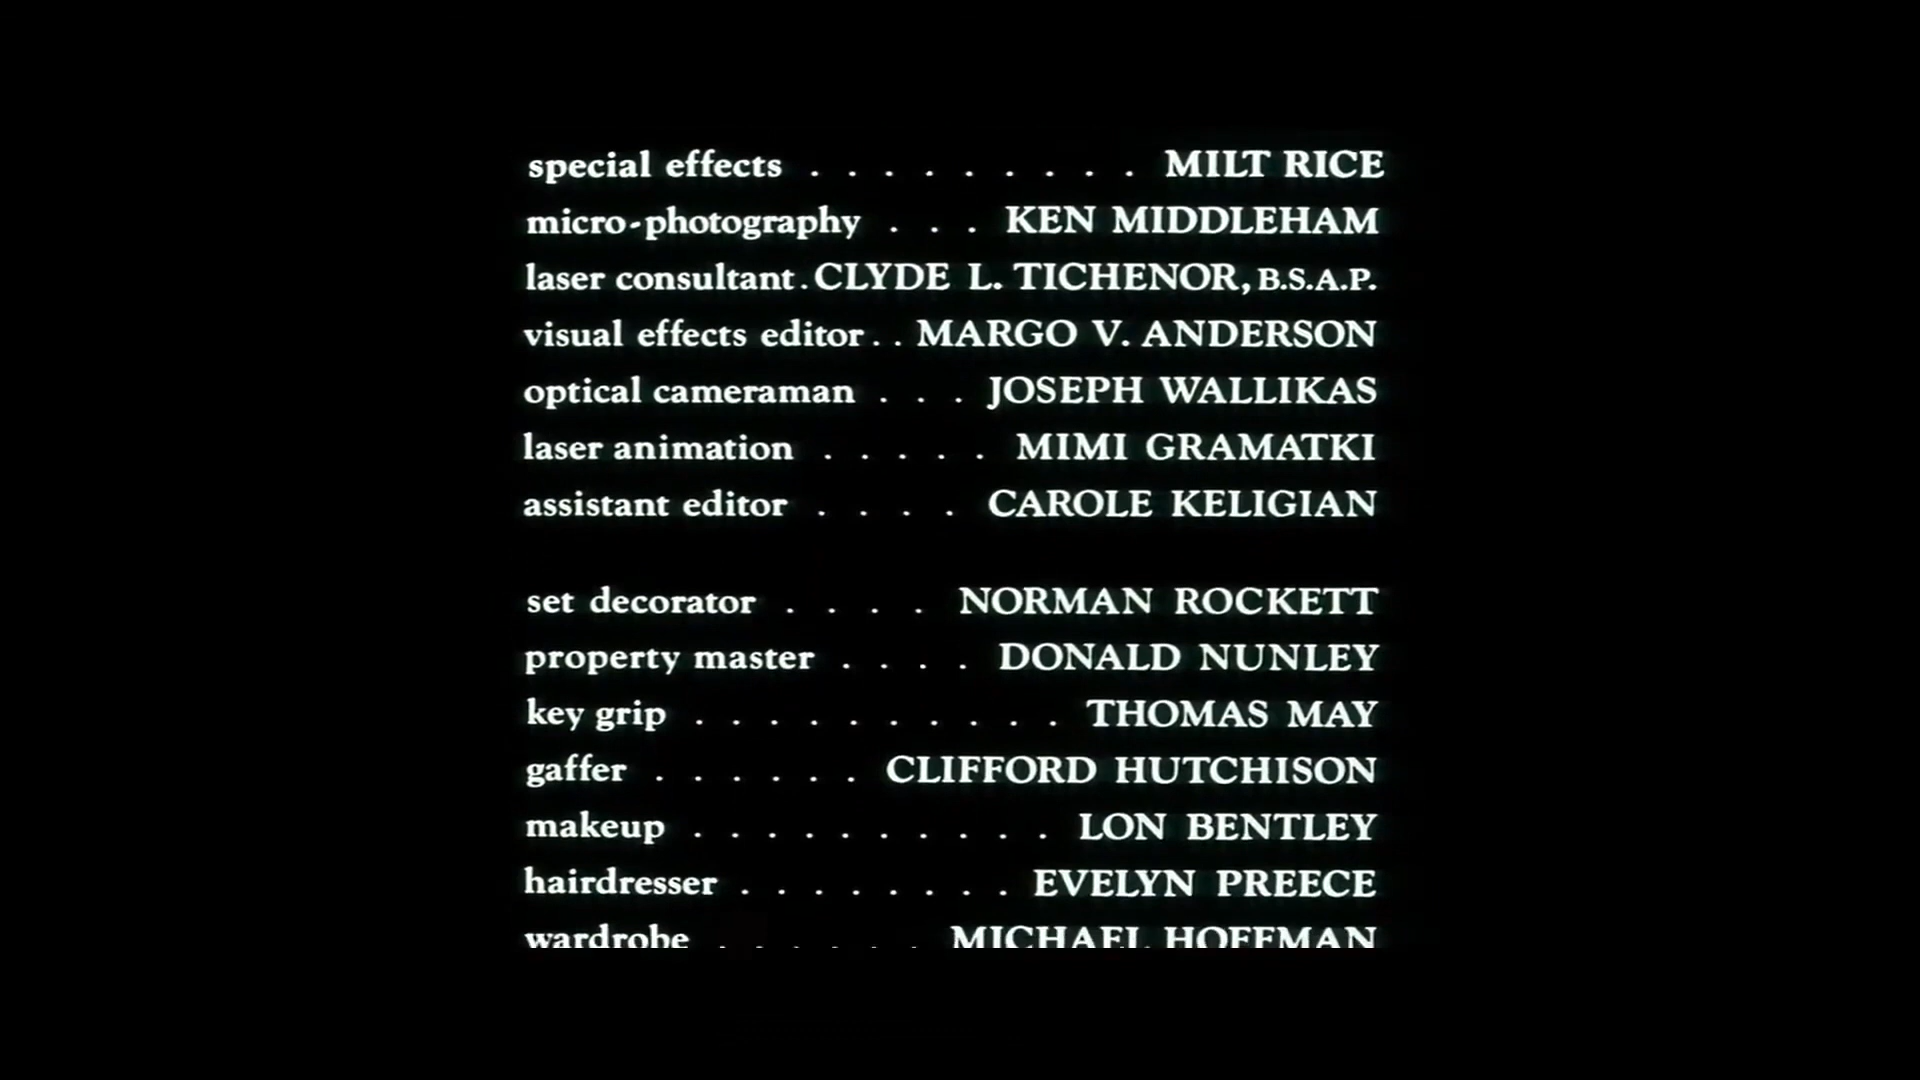 special effects . . . . . . . . . MILT RICE
micro-photography . . . KEN MIDDLEHAM
laser consultant . CLYDE L. TICHENOR, B.S.A.P.
visual effects editor . . MARGO V. ANDERSON
optical cameraman . . . JOSEPH WALLIKAS
laser animation . . . . . MIMI GRAMATKI
assistant editor . . . . CAROLE KELIGIAN
set decorator . . . . NORMAN ROCKETT
property master . . . . DONALD NUNLEY
key grip . . . . . . . . . . THOMAS MAY
gaffer . . . . . . CLIFFORD HUTCHISON
makeup . . . . . . . . . . LON BENTLEY
hairdresser . . . . . . . . EVELYN PREECE
wardrobe . . . . . . MICHAEL HOFFMAN